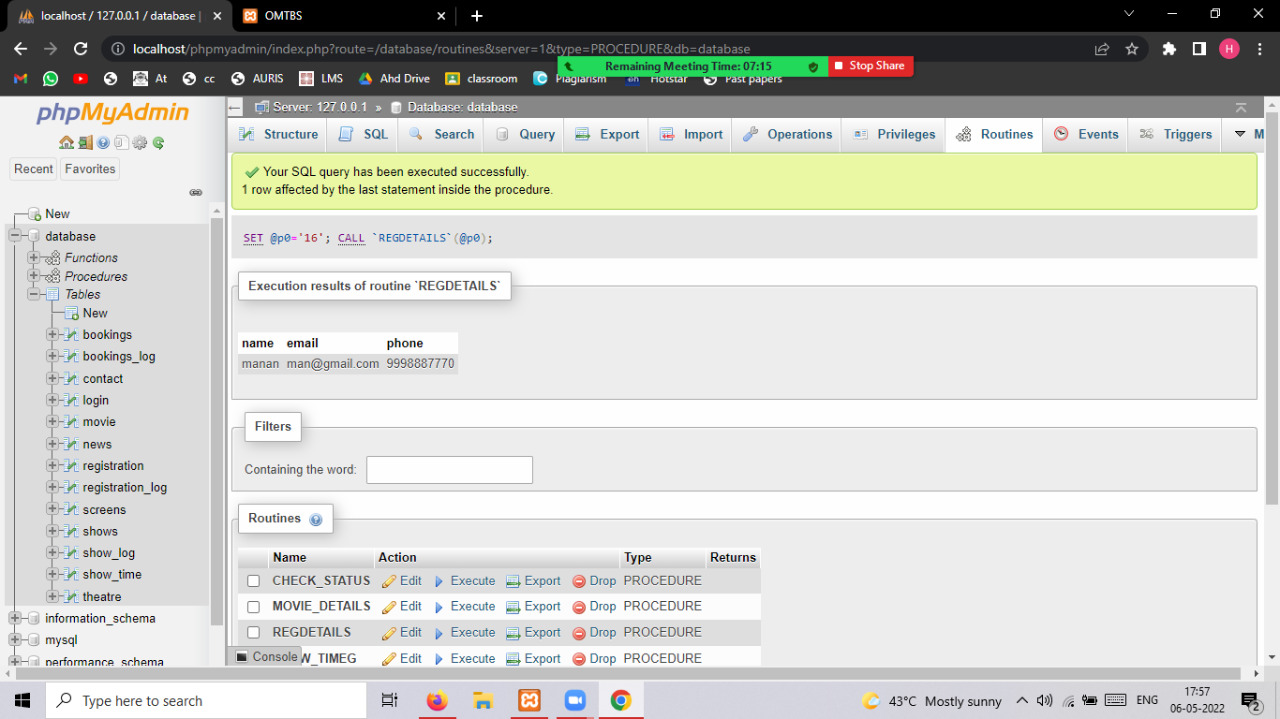 localhost / 127.0.0.1 / database |
OMTBS
localhost/phpmyadmin/index.php?route=/database/routines&server=1&type=PROCEDURE&db=database
H
Remaining Meeting Time: 07:15
Stop Share
At
cc
AURIS
LMS
Ahd Drive
classroom
Plagiarism
Hotstar
Past papers
phpMyAdmin
Server: 127.0.0.1 » Database: database
Structure
SQL
Search
Query
Export
Import
Operations
Privileges
Routines
Events
Triggers
M
Recent
Favorites
New
database
Functions
Procedures
Tables
New
bookings
bookings_log
contact
login
movie
news
registration
registration_log
screens
shows
show_log
show_time
theatre
information_schema
mysql
performance_schema
Your SQL query has been executed successfully.
1 row affected by the last statement inside the procedure.
SET @p0='16'; CALL `REGDETAILS`(@p0);
Execution results of routine `REGDETAILS`
name email phone
manan man@gmail.com 9998887770
Filters
Containing the word:
Routines
Name Action Type Returns
CHECK_STATUS Edit Execute Export Drop PROCEDURE
MOVIE_DETAILS Edit Execute Export Drop PROCEDURE
REGDETAILS Edit Execute Export Drop PROCEDURE
W_TIMEG Edit Execute Export Drop PROCEDURE
Console
Type here to search
43°C Mostly sunny
ENG
17:57
06-05-2022
2